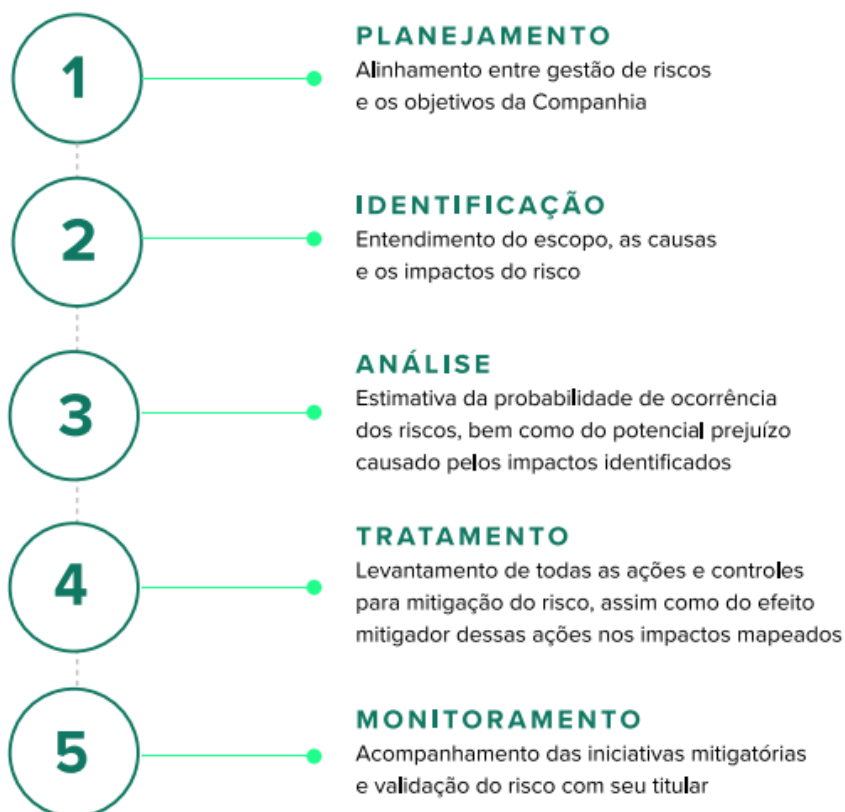 1
PLANEJAMENTO
Alinhamento entre gestão de riscos
e os objetivos da Companhia
2
IDENTIFICAÇÃO
Entendimento do escopo, as causas
e os impactos do risco
3
ANÁLISE
Estimativa da probabilidade de ocorrência
dos riscos, bem como do potencial prejuízo
causado pelos impactos identificados
4
TRATAMENTO
Levantamento de todas as ações e controles
para mitigação do risco, assim como do efeito
mitigador dessas ações nos impactos mapeados
5
MONITORAMENTO
Acompanhamento das iniciativas mitigatórias
e validação do risco com seu titular